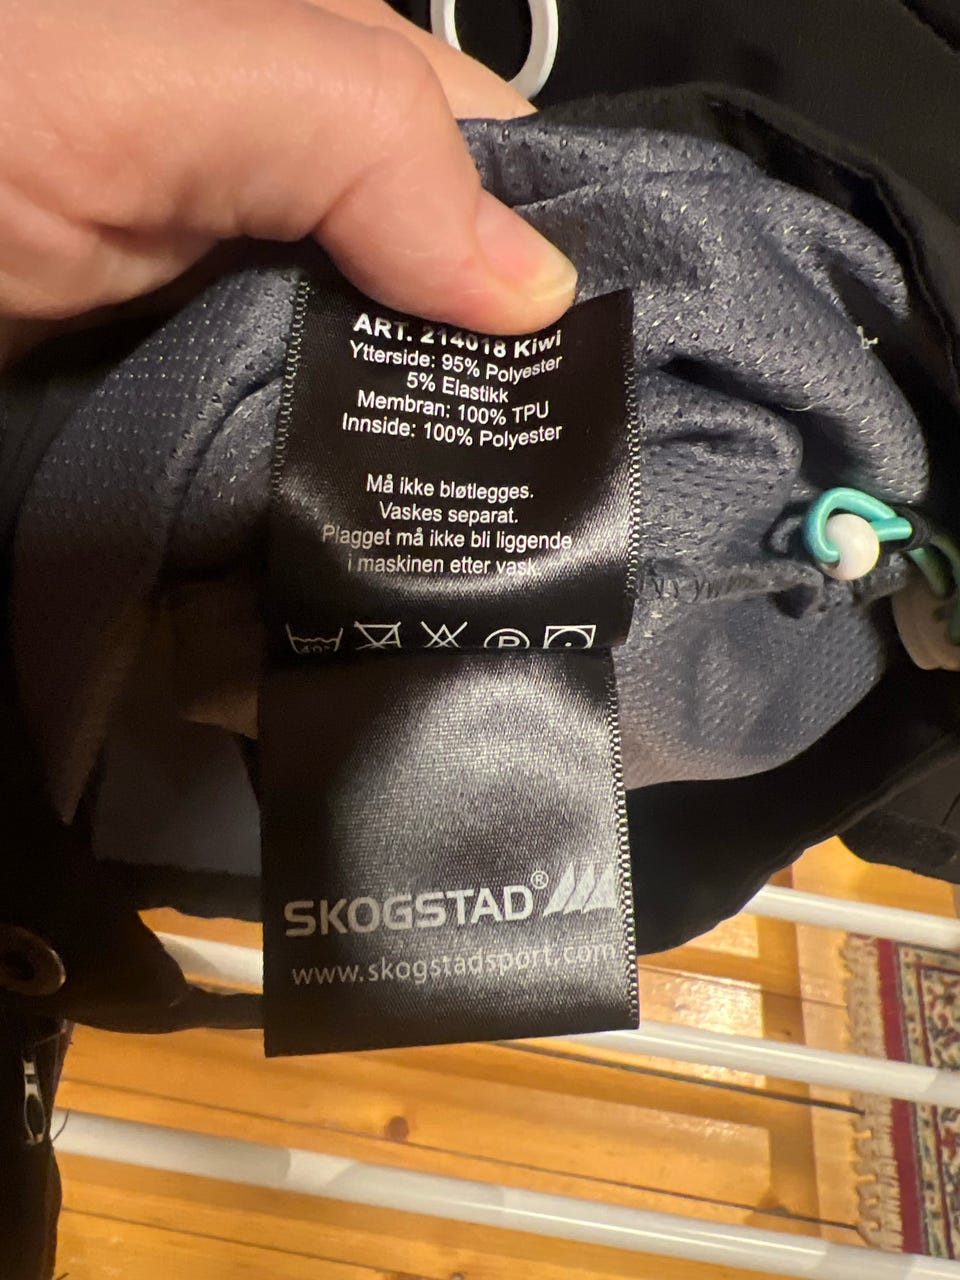 ART. 214018 Kiwi
Ytterside: 95% Polyester
5% Elastikk
Membran: 100% TPU
Innside: 100% Polyester
Må ikke bløtlegges.
Vaskes separat.
Plagget må ikke bli liggende
i maskinen etter vask.
40° P
SKOGSTAD®
www.skogstadsport.com